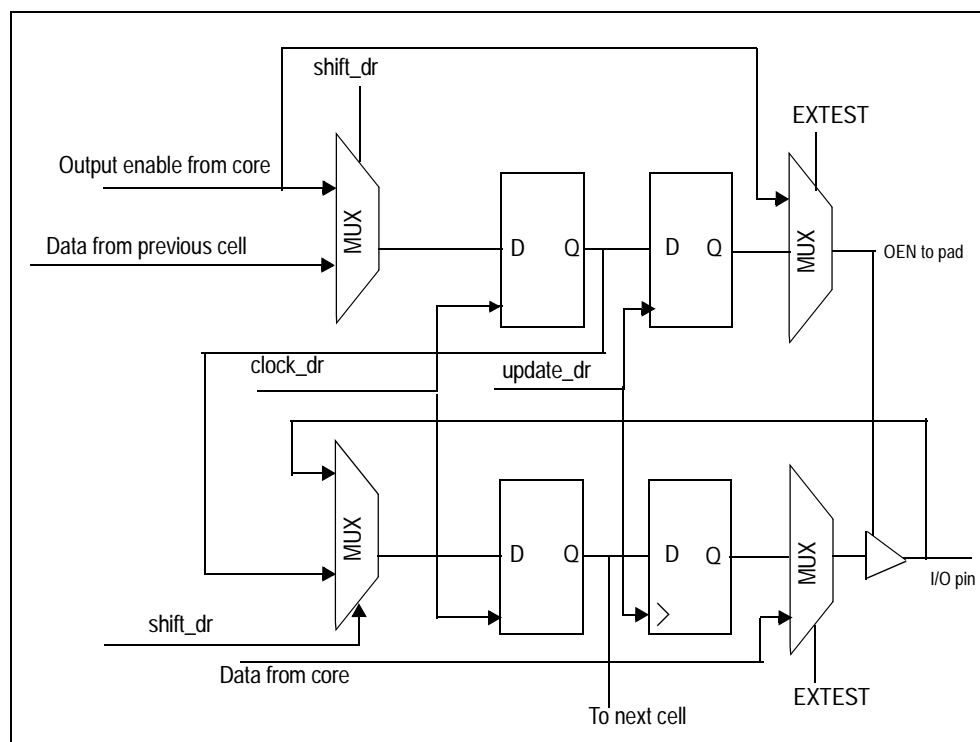 shift_dr
EXTEST
Output enable from core
Data from previous cell
MUX
D Q
D Q
MUX
OEN to pad
clock_dr
update_dr
MUX
D Q
D Q
MUX
I/O pin
shift_dr
Data from core
EXTEST
To next cell